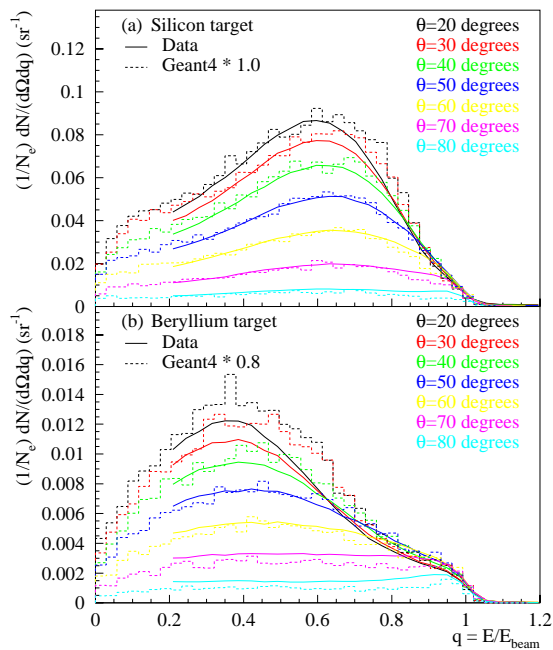 (a) Silicon target
Data
Geant4 * 1.0
θ=20 degrees
θ=30 degrees
θ=40 degrees
θ=50 degrees
θ=60 degrees
θ=70 degrees
θ=80 degrees
(1/Nₑ) dN/(dΩdq) (sr⁻¹)
0.12
0.1
0.08
0.06
0.04
0.02
0
(b) Beryllium target
Data
Geant4 * 0.8
θ=20 degrees
θ=30 degrees
θ=40 degrees
θ=50 degrees
θ=60 degrees
θ=70 degrees
θ=80 degrees
(1/Nₑ) dN/(dΩdq) (sr⁻¹)
0.016
0.014
0.012
0.01
0.008
0.006
0.004
0.002
0
0 0.2 0.4 0.6 0.8 1 1.2
q = E/E_beam